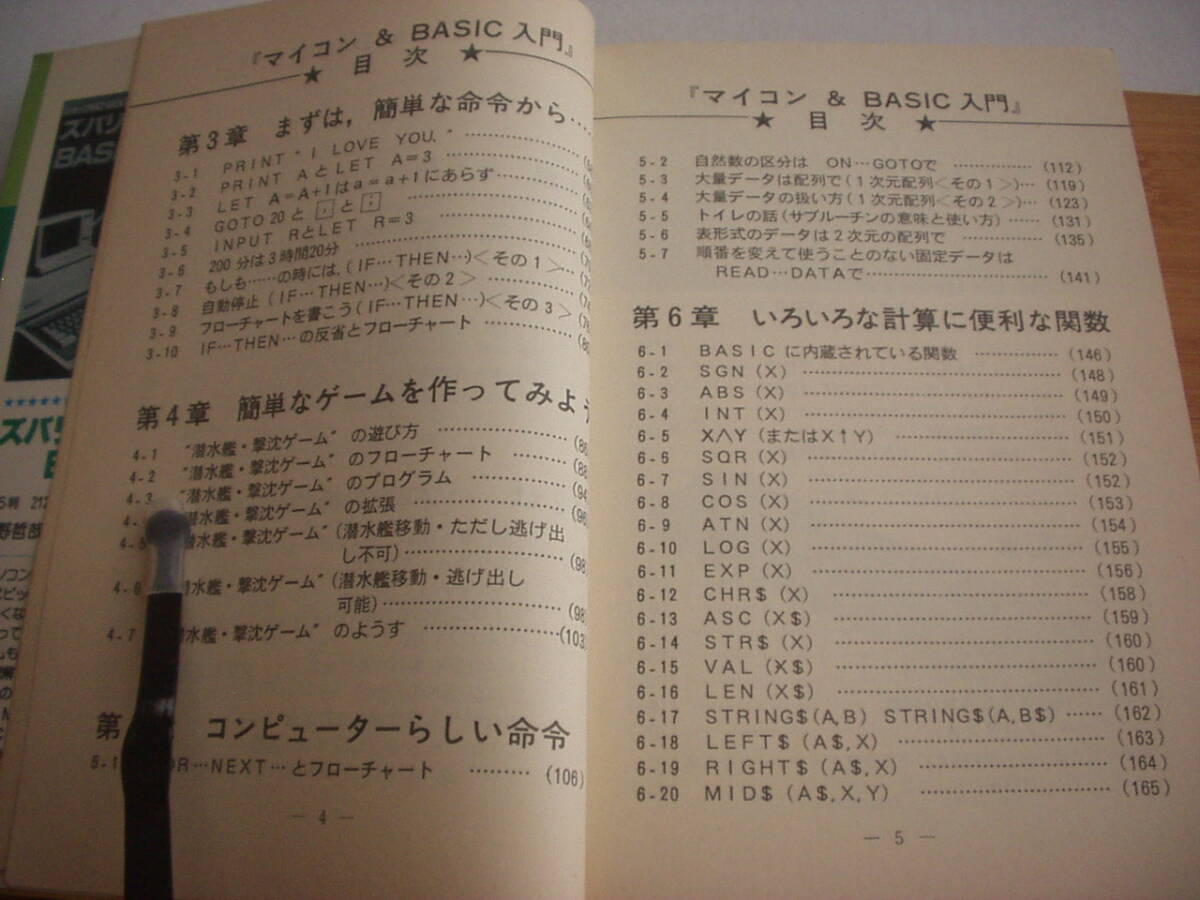 『マイコン & BASIC 入門』
★ 目次 ★
第3章 まずは，簡単な命令から……
3-1 PRINT "I LOVE YOU."
3-2 PRINT AとLET A=3
3-3 LET A=A+1はa=a+1にあらず
3-4 GOTO 20と と
3-5 INPUT RとLET R=3
3-6 200分は3時間20分
3-7 もしも……の時には，(IF…THEN…)<その1>
3-8 自動停止 (IF…THEN…)<その2>
3-9 フローチャートを書こう(IF…THEN…)<その3>
3-10 IF…THEN…の反省とフローチャート
第4章 簡単なゲームを作ってみよ
4-1 "潜水艦・撃沈ゲーム"の遊び方
4-2 "潜水艦・撃沈ゲーム"のフローチャート
4-3 "潜水艦・撃沈ゲーム"のプログラム
潜水艦・撃沈ゲーム"の拡張
4-5 潜水艦・撃沈ゲーム"(潜水艦移動・ただし逃げ出
し不可)…(98)
4-6 潜水艦・撃沈ゲーム"(潜水艦移動・逃げ出し
可能)…(98)
4-7 潜水艦・撃沈ゲーム"のようす …(103)
第 コンピューターらしい命令
5-1 OR…NEXT…とフローチャート ………(106)
— 4 —
『マイコン & BASIC 入門』
★ 目次 ★
5-2 自然数の区分は ON…GOTOで …………(112)
5-3 大量データは配列で(1次元配列<その1>)…(119)
5-4 大量データの扱い方(1次元配列<その2>)…(123)
5-5 トイレの話(サブルーチンの意味と使い方)……(131)
5-6 表形式のデータは2次元の配列で …………(135)
5-7 順番を変えて使うことのない固定データは
READ…DATAで……………………(141)
第6章 いろいろな計算に便利な関数
6-1 BASICに内蔵されている関数 …………(146)
6-2 SGN(X) ……………………(148)
6-3 ABS(X) ……………………(149)
6-4 INT(X) ……………………(150)
6-5 X∧Y(またはX↑Y) ……………………(151)
6-6 SQR(X) ……………………(152)
6-7 SIN(X) ……………………(152)
6-8 COS(X) ……………………(153)
6-9 ATN(X) ……………………(154)
6-10 LOG(X) ……………………(155)
6-11 EXP(X) ……………………(156)
6-12 CHR$(X) ……………………(158)
6-13 ASC(X$) ……………………(159)
6-14 STR$(X) ……………………(160)
6-15 VAL(X$) ……………………(160)
6-16 LEN(X$) ……………………(161)
6-17 STRING$(A,B) STRING$(A,B$) ……(162)
6-18 LEFT$(A$,X) ……………………(163)
6-19 RIGHT$(A$,X) ……………………(164)
6-20 MID$(A$,X,Y) ……………………(165)
— 5 —
ズバリ
BAS
ズバリ